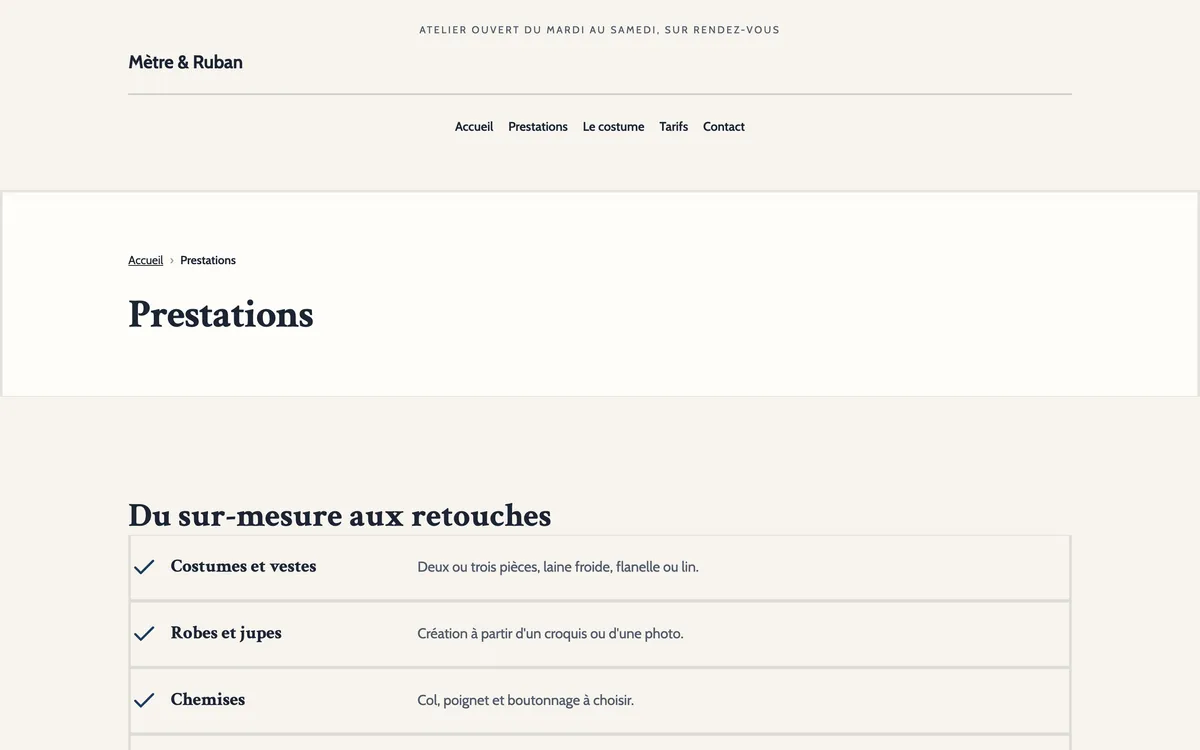 ATELIER OUVERT DU MARDI AU SAMEDI, SUR RENDEZ-VOUS
Mètre & Ruban
Accueil Prestations Le costume Tarifs Contact
Accueil › Prestations
Prestations
Du sur-mesure aux retouches
Costumes et vestes Deux ou trois pièces, laine froide, flanelle ou lin.
Robes et jupes Création à partir d'un croquis ou d'une photo.
Chemises Col, poignet et boutonnage à choisir.